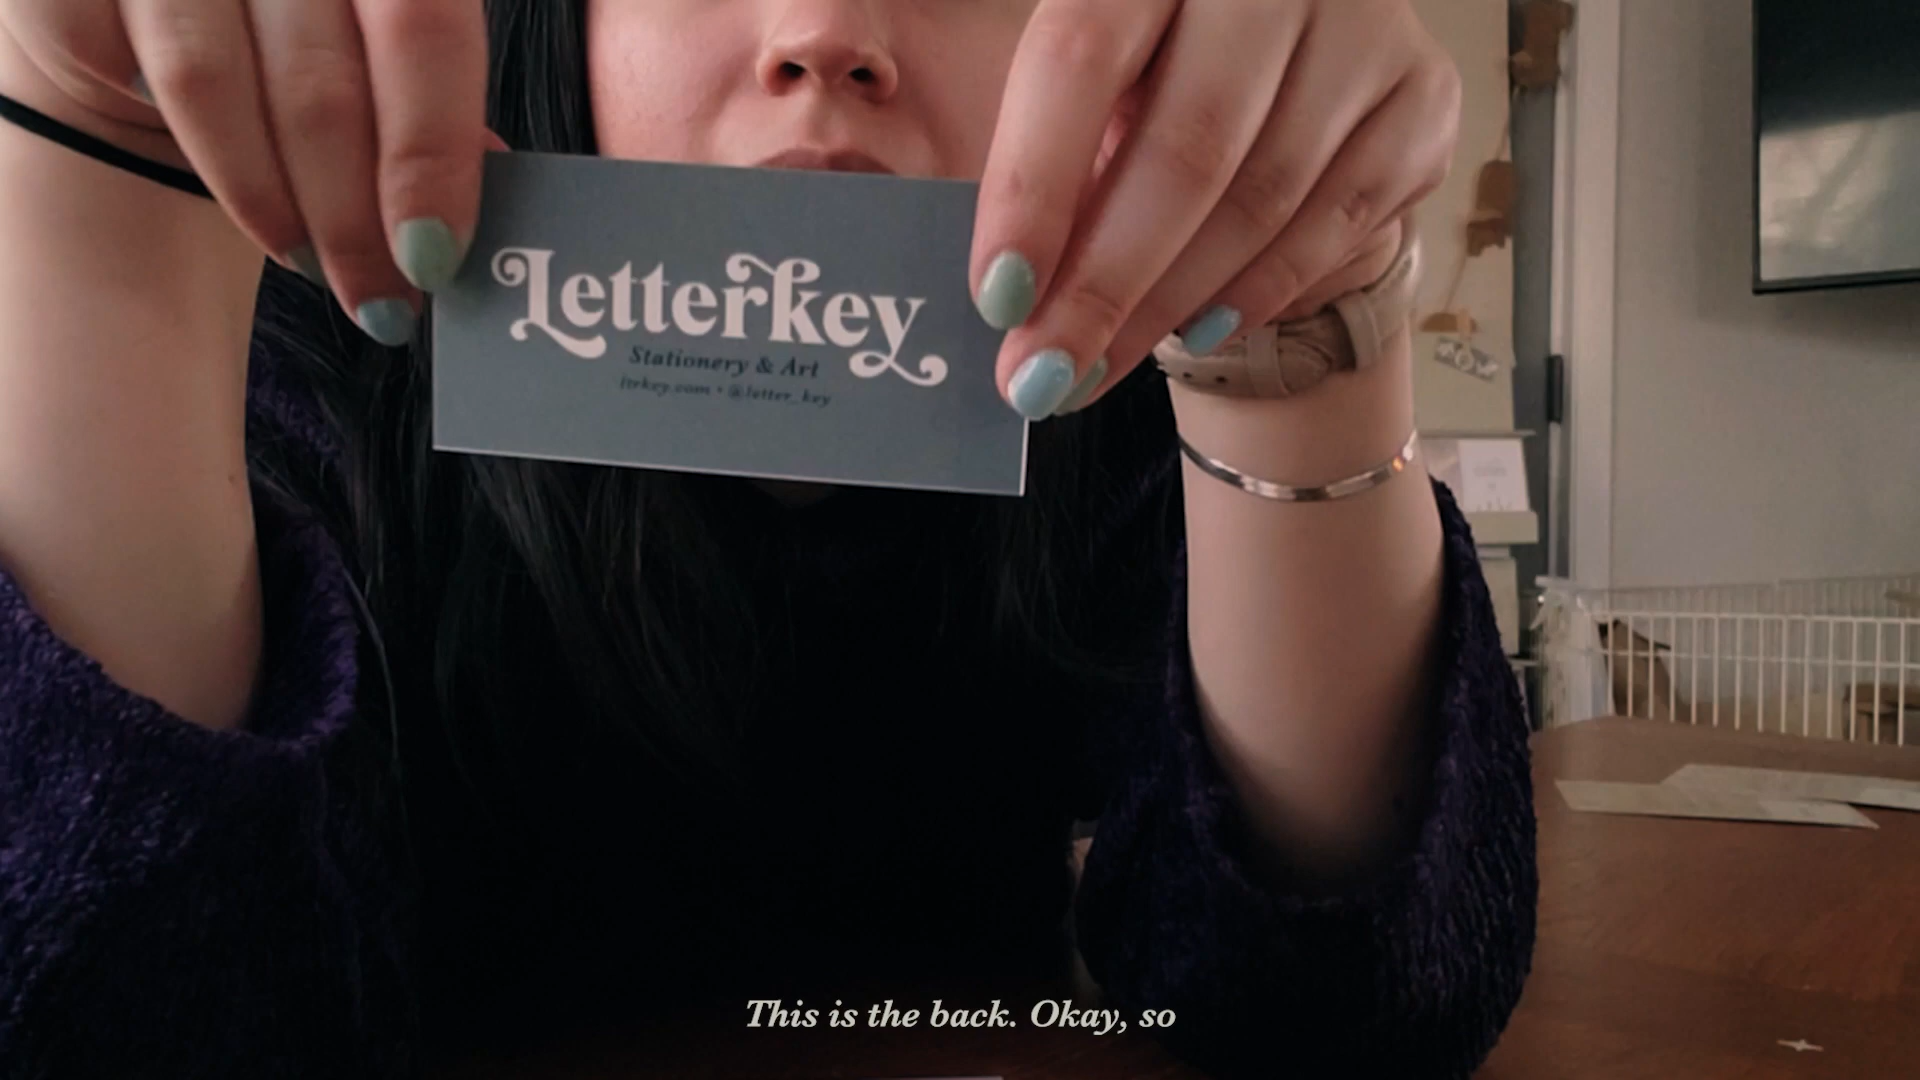 Letterkey
Stationery & Art
ltrkey.com • @letter_key
This is the back. Okay, so